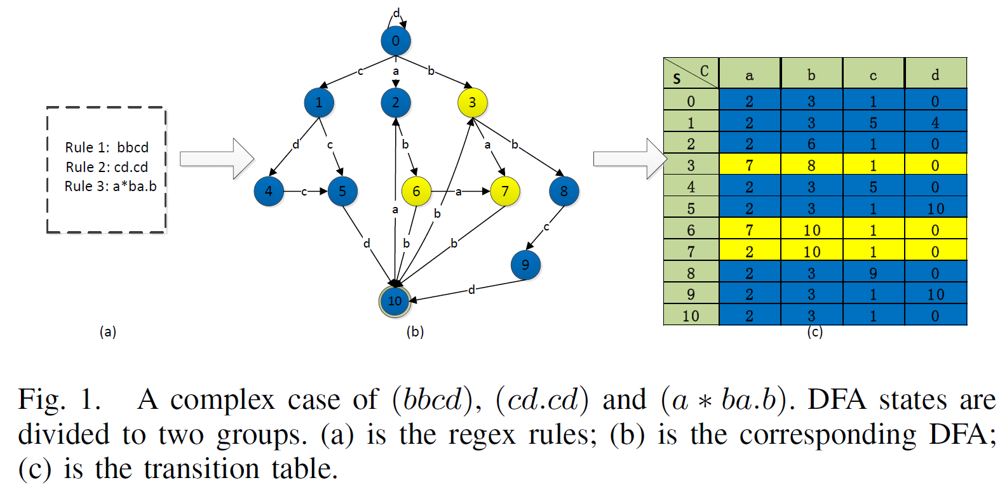 Rule 1: bbcd
Rule 2: cd.cd
Rule 3: a*ba.b
(a)
d
0
c
a
b
1
2
3
d
c
b
a
b
4
c
5
6
a
7
8
a
b
c
d
b
b
9
d
10
(b)
S C a b c d
0 2 3 1 0
1 2 3 5 4
2 2 6 1 0
3 7 8 1 0
4 2 3 5 0
5 2 3 1 10
6 7 10 1 0
7 2 10 1 0
8 2 3 9 0
9 2 3 1 10
10 2 3 1 0
(c)
Fig. 1. A complex case of (bbcd), (cd.cd) and (a ∗ ba.b). DFA states are
divided to two groups. (a) is the regex rules; (b) is the corresponding DFA;
(c) is the transition table.